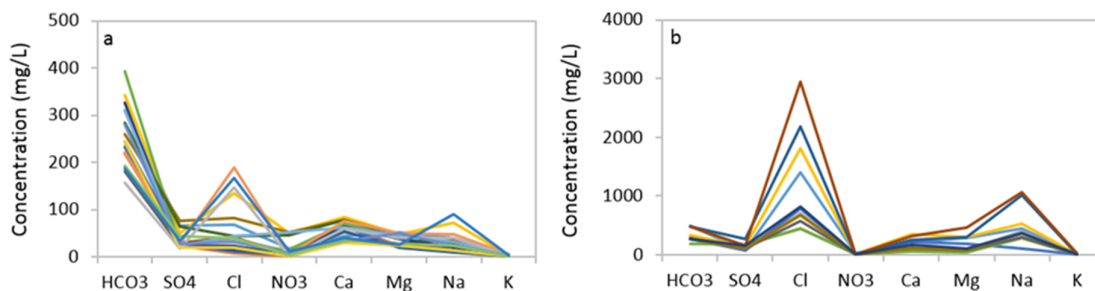 a
Concentration (mg/L)
500
400
300
200
100
0
HCO3 SO4 Cl NO3 Ca Mg Na K
b
Concentration (mg/L)
4000
3000
2000
1000
0
HCO3 SO4 Cl NO3 Ca Mg Na K